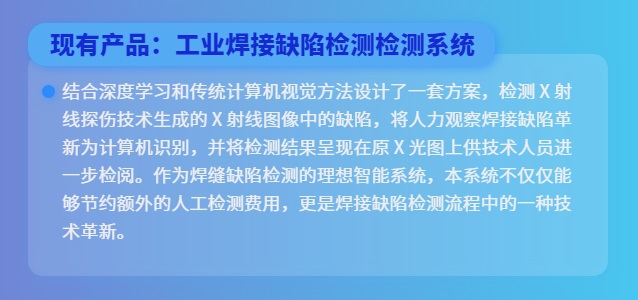 现有产品：工业焊接缺陷检测检测系统
结合深度学习和传统计算机视觉方法设计了一套方案，检测 X 射
线探伤技术生成的 X 射线图像中的缺陷，将人力观察焊接缺陷革
新为计算机识别，并将检测结果呈现在原 X 光图上供技术人员进
一步检阅。作为焊缝缺陷检测的理想智能系统，本系统不仅仅能
够节约额外的人工检测费用，更是焊接缺陷检测流程中的一种技
术革新。